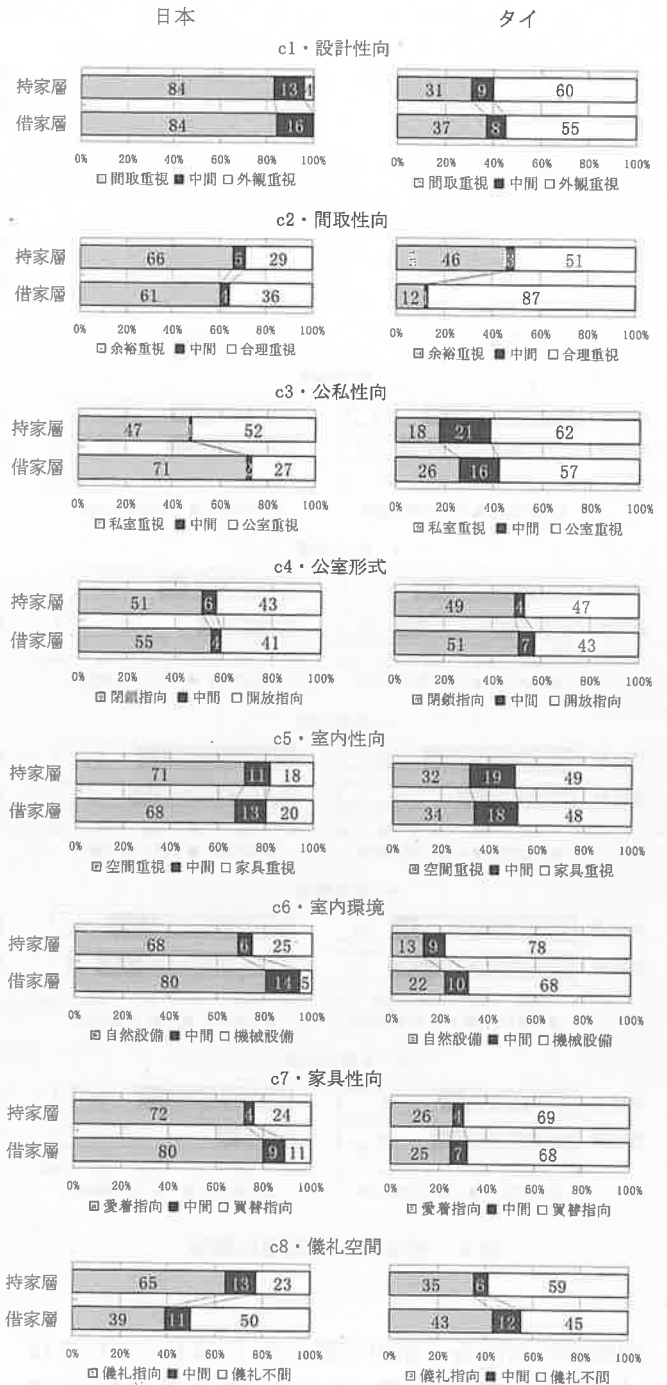 日本 タイ
c1・設計性向
持家層 84 13 4 31 9 60
借家層 84 16 37 8 55
0% 20% 40% 60% 80% 100% 0% 20% 40% 60% 80% 100%
間取重視 中間 外観重視 間取重視 中間 外観重視
c2・間取性向
持家層 66 5 29 46 3 51
借家層 61 4 36 12 87
0% 20% 40% 60% 80% 100% 0% 20% 40% 60% 80% 100%
余裕重視 中間 合理重視 余裕重視 中間 合理重視
c3・公私性向
持家層 47 52 18 21 62
借家層 71 2 27 26 16 57
0% 20% 40% 60% 80% 100% 0% 20% 40% 60% 80% 100%
私室重視 中間 公室重視 私室重視 中間 公室重視
c4・公室形式
持家層 51 6 43 49 4 47
借家層 55 4 41 51 7 43
0% 20% 40% 60% 80% 100% 0% 20% 40% 60% 80% 100%
閉鎖指向 中間 開放指向 閉鎖指向 中間 開放指向
c5・室内性向
持家層 71 11 18 32 19 49
借家層 68 13 20 34 18 48
0% 20% 40% 60% 80% 100% 0% 20% 40% 60% 80% 100%
空間重視 中間 家具重視 空間重視 中間 家具重視
c6・室内環境
持家層 68 6 25 13 9 78
借家層 80 14 5 22 10 68
0% 20% 40% 60% 80% 100% 0% 20% 40% 60% 80% 100%
自然設備 中間 機械設備 自然設備 中間 機械設備
c7・家具性向
持家層 72 4 24 26 4 69
借家層 80 9 11 25 7 68
0% 20% 40% 60% 80% 100% 0% 20% 40% 60% 80% 100%
愛着指向 中間 買替指向 愛着指向 中間 買替指向
c8・儀礼空間
持家層 65 13 23 35 6 59
借家層 39 11 50 43 12 45
0% 20% 40% 60% 80% 100% 0% 20% 40% 60% 80% 100%
儀礼指向 中間 儀礼不問 儀礼指向 中間 儀礼不問